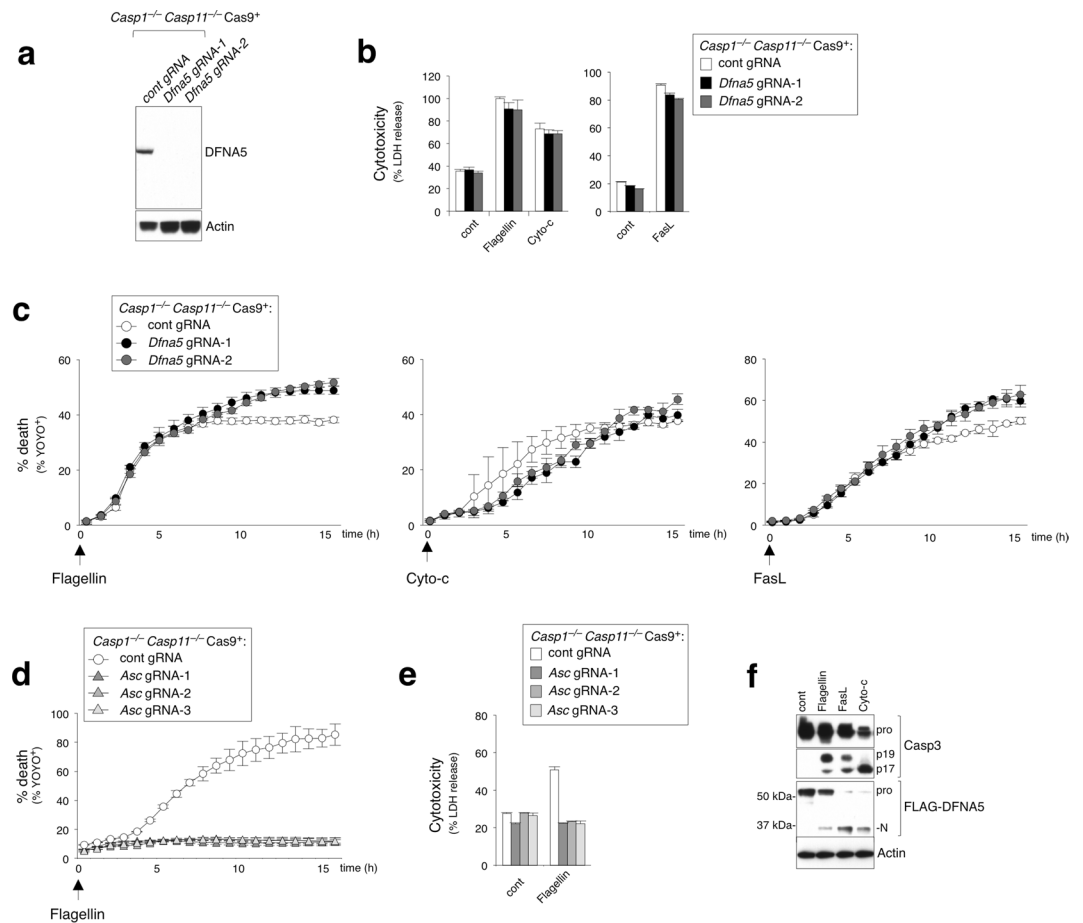 a
Casp1–/– Casp11–/– Cas9+
cont gRNA
Dfna5 gRNA-1
Dfna5 gRNA-2
DFNA5
Actin
b
Casp1–/– Casp11–/– Cas9+:
cont gRNA
Dfna5 gRNA-1
Dfna5 gRNA-2
Cytotoxicity
(% LDH release)
120
100
80
60
40
20
0
cont
Flagellin
Cyto-c
100
80
60
40
20
0
cont
FasL
c
Casp1–/– Casp11–/– Cas9+:
cont gRNA
Dfna5 gRNA-1
Dfna5 gRNA-2
% death
(% YOYO+)
60
40
20
0
0 5 10 15 time (h)
Flagellin
60
40
20
0
0 5 10 15 time (h)
Cyto-c
80
60
40
20
0
0 5 10 15 time (h)
FasL
d
Casp1–/– Casp11–/– Cas9+:
cont gRNA
Asc gRNA-1
Asc gRNA-2
Asc gRNA-3
% death
(% YOYO+)
100
80
60
40
20
0
0 5 10 15 time (h)
Flagellin
e
Casp1–/– Casp11–/– Cas9+:
cont gRNA
Asc gRNA-1
Asc gRNA-2
Asc gRNA-3
Cytotoxicity
(% LDH release)
80
60
40
20
0
cont
Flagellin
f
cont
Flagellin
FasL
Cyto-c
pro
Casp3
p19
p17
50 kDa-
pro
FLAG-DFNA5
37 kDa-
-N
Actin